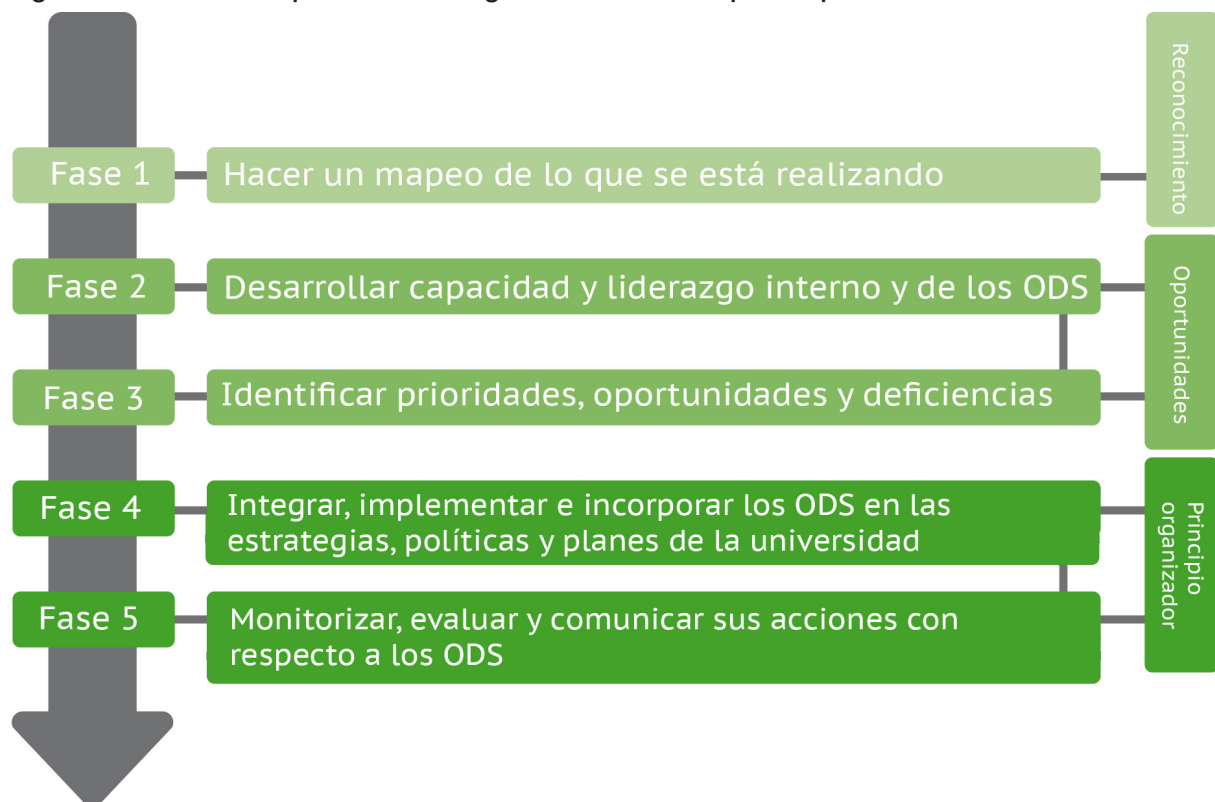 Reconocimiento
Fase 1
Hacer un mapeo de lo que se está realizando
Fase 2
Desarrollar capacidad y liderazgo interno y de los ODS
Oportunidades
Fase 3
Identificar prioridades, oportunidades y deficiencias
Fase 4
Integrar, implementar e incorporar los ODS en las
estrategias, políticas y planes de la universidad
Principio
organizador
Fase 5
Monitorizar, evaluar y comunicar sus acciones con
respecto a los ODS